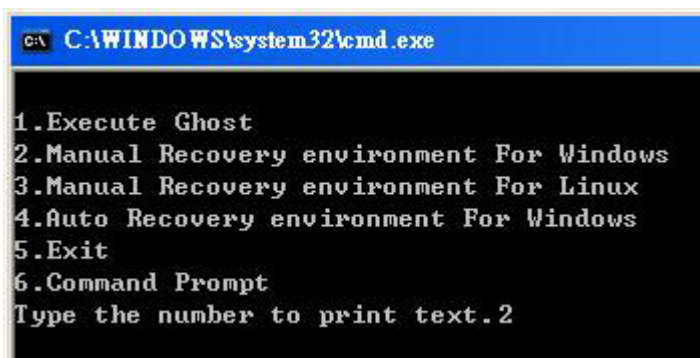 C:\WINDOWS\system32\cmd.exe
1.Execute Ghost
2.Manual Recovery environment For Windows
3.Manual Recovery environment For Linux
4.Auto Recovery environment For Windows
5.Exit
6.Command Prompt
Type the number to print text.2